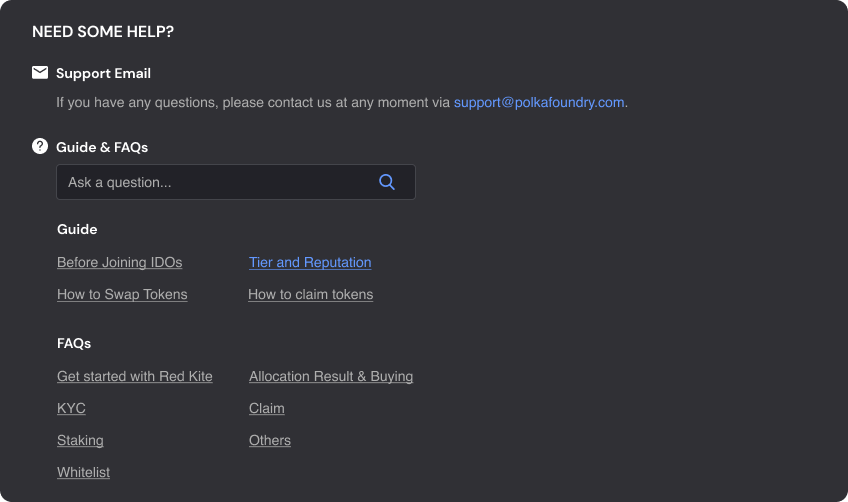 NEED SOME HELP?
Support Email
If you have any questions, please contact us at any moment via support@polkafoundry.com.
Guide & FAQs
Ask a question...
Guide
Before Joining IDOs
Tier and Reputation
How to Swap Tokens
How to claim tokens
FAQs
Get started with Red Kite
Allocation Result & Buying
KYC
Claim
Staking
Others
Whitelist